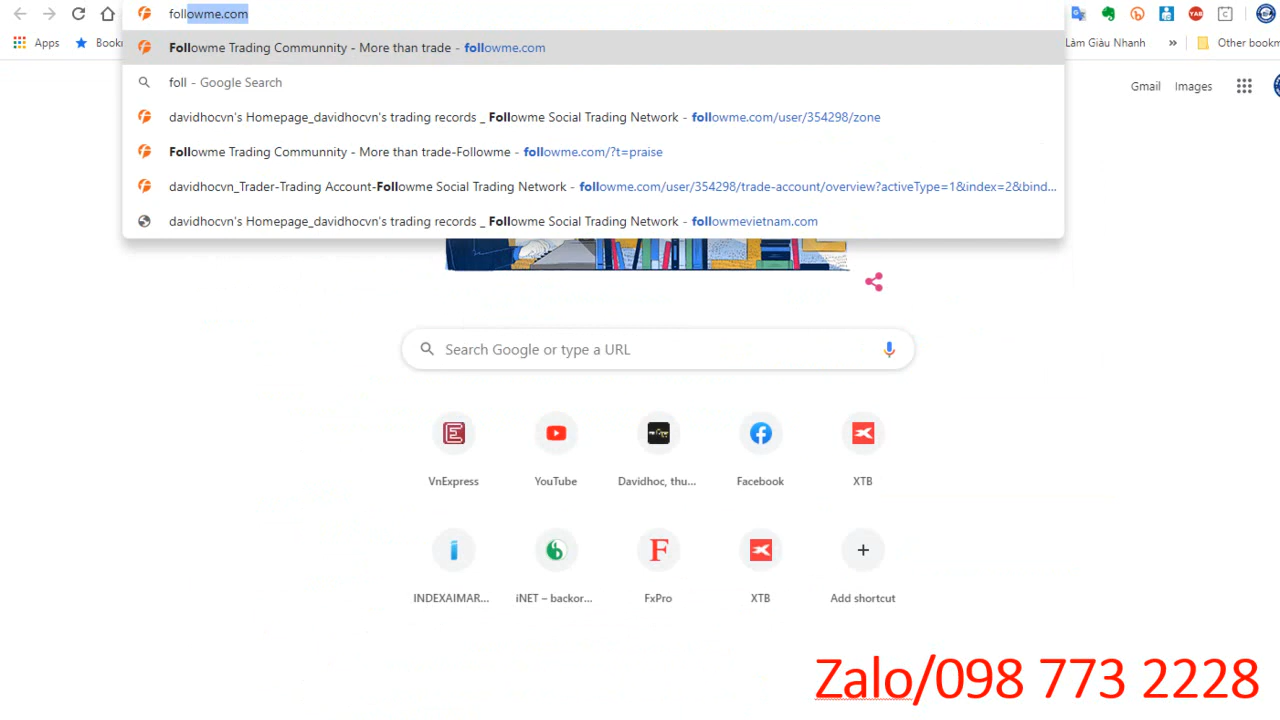 followme.com
Apps
Bookm
Làm Giàu Nhanh
»
Other bookm
Followme Trading Communnity - More than trade - followme.com
foll - Google Search
davidhocvn's Homepage_davidhocvn's trading records _ Followme Social Trading Network - followme.com/user/354298/zone
Followme Trading Communnity - More than trade-Followme - followme.com/?t=praise
davidhocvn_Trader-Trading Account-Followme Social Trading Network - followme.com/user/354298/trade-account/overview?activeType=1&index=2&bind...
davidhocvn's Homepage_davidhocvn's trading records _ Followme Social Trading Network - followmevietnam.com
Gmail Images
Search Google or type a URL
VnExpress
YouTube
Davidhoc, thu...
Facebook
XTB
INDEXAIMAR...
iNET – backor...
FxPro
XTB
Add shortcut
Zalo/098 773 2228